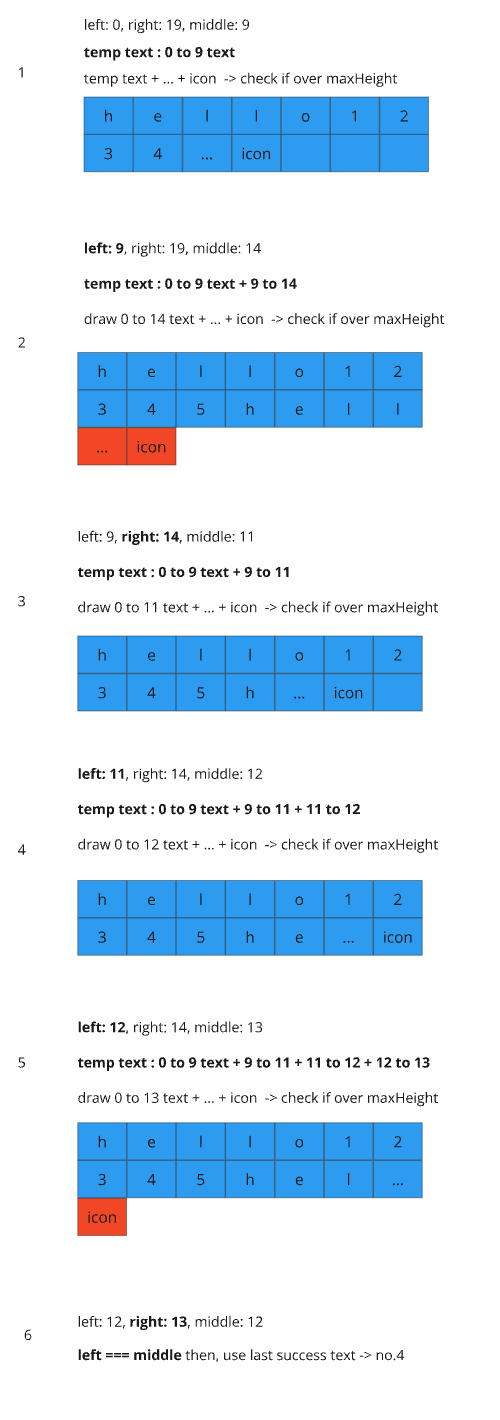 left: 0, right: 19, middle: 9
temp text : 0 to 9 text
1
temp text + ... + icon -> check if over maxHeight
h e l l o 1 2
3 4 ... icon
left: 9, right: 19, middle: 14
temp text : 0 to 9 text + 9 to 14
draw 0 to 14 text + ... + icon -> check if over maxHeight
2
h e l l o 1 2
3 4 5 h e l l
... icon
left: 9, right: 14, middle: 11
temp text : 0 to 9 text + 9 to 11
3
draw 0 to 11 text + ... + icon -> check if over maxHeight
h e l l o 1 2
3 4 5 h ... icon
left: 11, right: 14, middle: 12
temp text : 0 to 9 text + 9 to 11 + 11 to 12
4
draw 0 to 12 text + ... + icon -> check if over maxHeight
h e l l o 1 2
3 4 5 h e ... icon
left: 12, right: 14, middle: 13
5
temp text : 0 to 9 text + 9 to 11 + 11 to 12 + 12 to 13
draw 0 to 13 text + ... + icon -> check if over maxHeight
h e l l o 1 2
3 4 5 h e l ...
icon
left: 12, right: 13, middle: 12
6
left === middle then, use last success text -> no.4